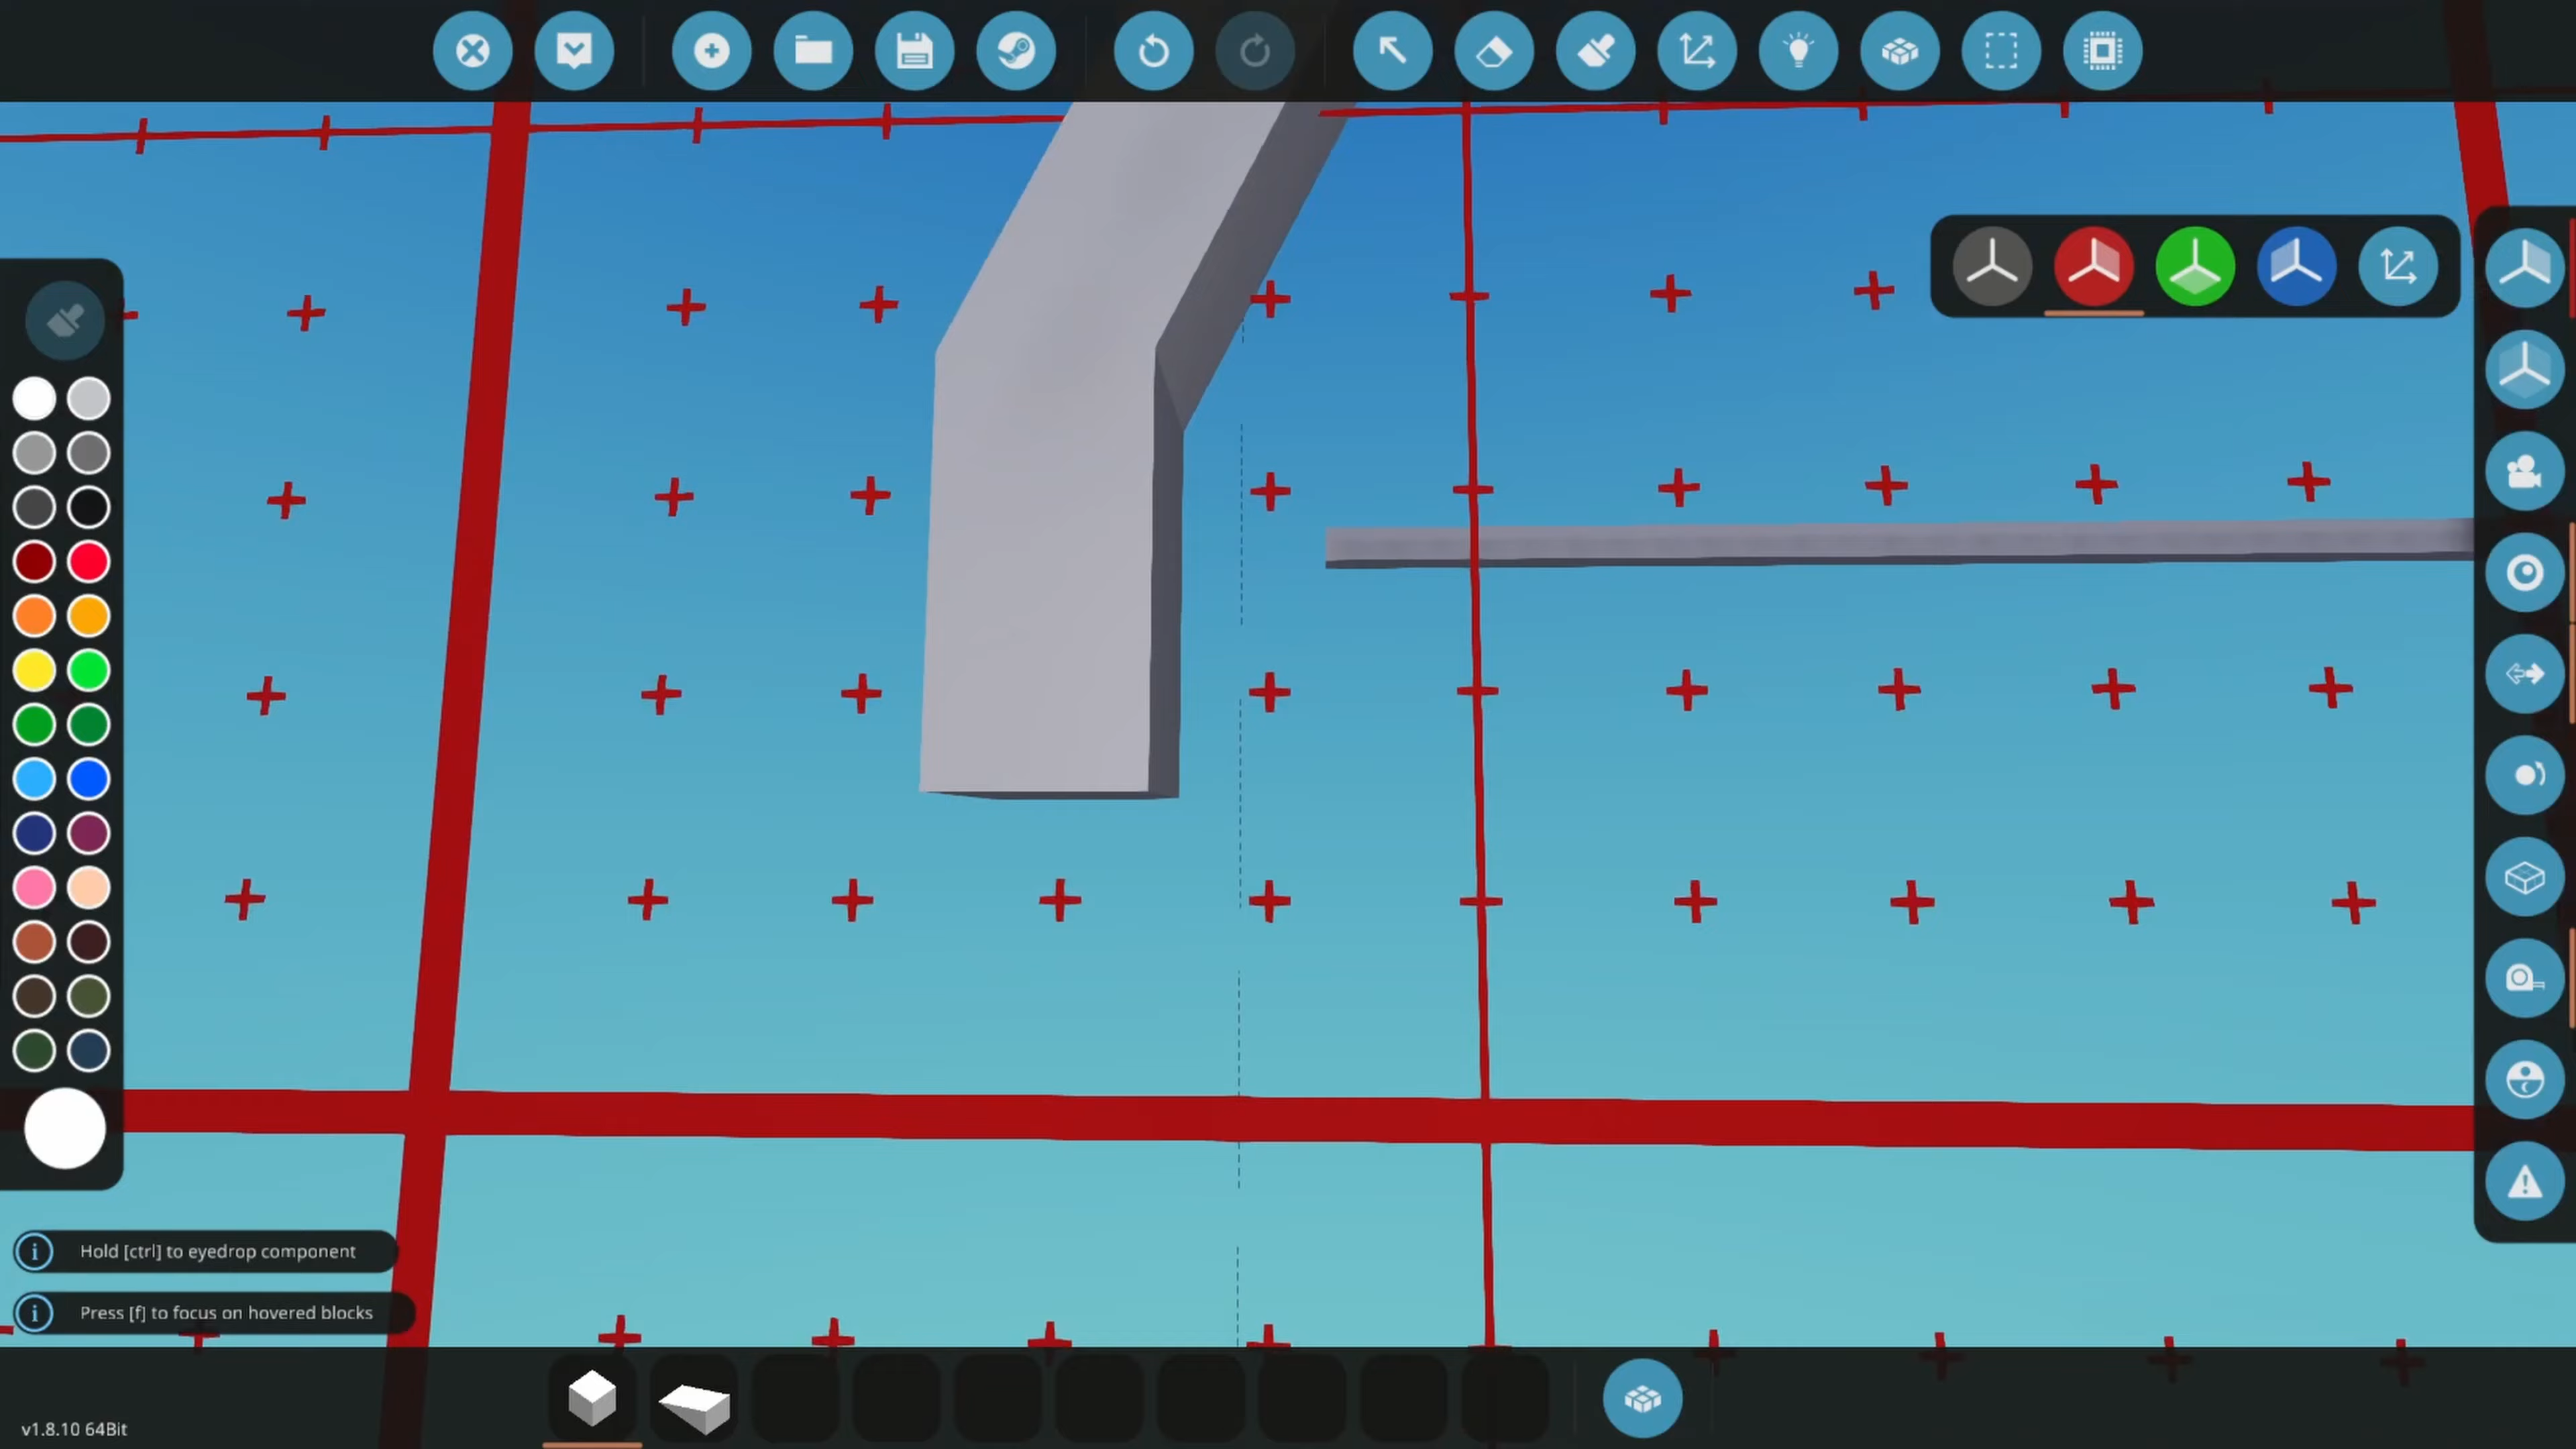 Hold [ctrl] to eyedrop component
Press [f] to focus on hovered blocks
v1.8.10 64Bit